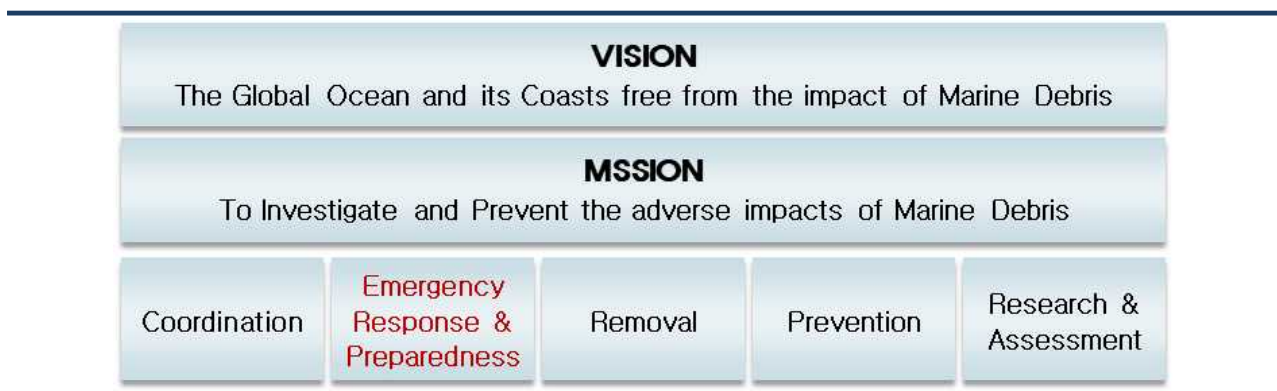 VISION
The Global Ocean and its Coasts free from the impact of Marine Debris
MSSION
To Investigate and Prevent the adverse impacts of Marine Debris
Coordination
Emergency
Response &
Preparedness
Removal
Prevention
Research &
Assessment